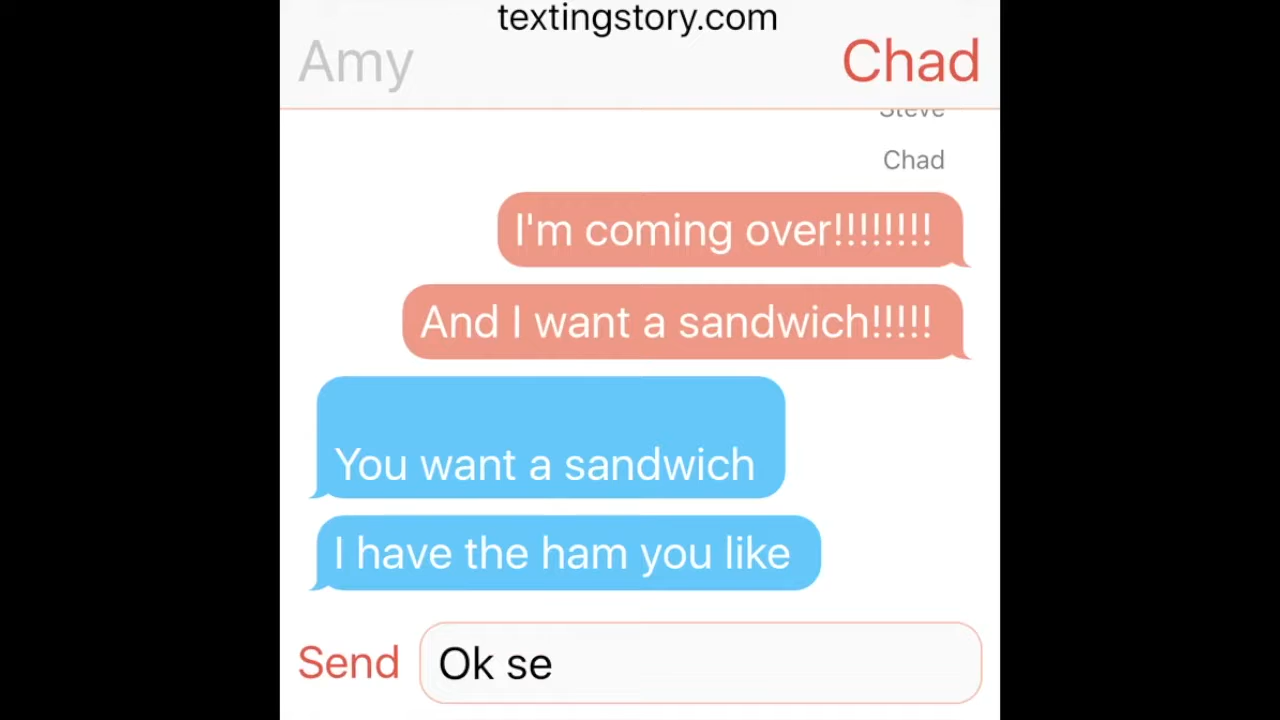 textingstory.com
Amy
Chad
Steve
Chad
I'm coming over!!!!!!!!
And I want a sandwich!!!!!
You want a sandwich
I have the ham you like
Send
Ok se